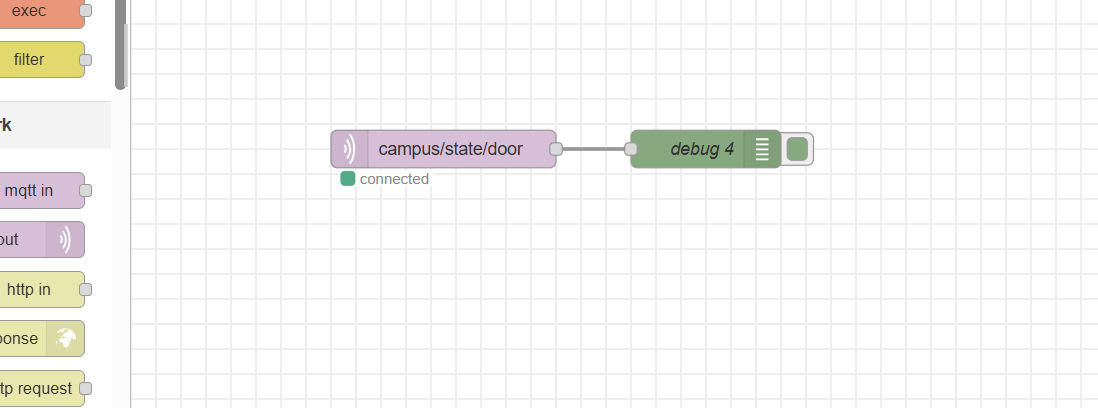 exec
filter
rk
campus/state/door
debug 4
connected
mqtt in
out
http in
ponse
tp request